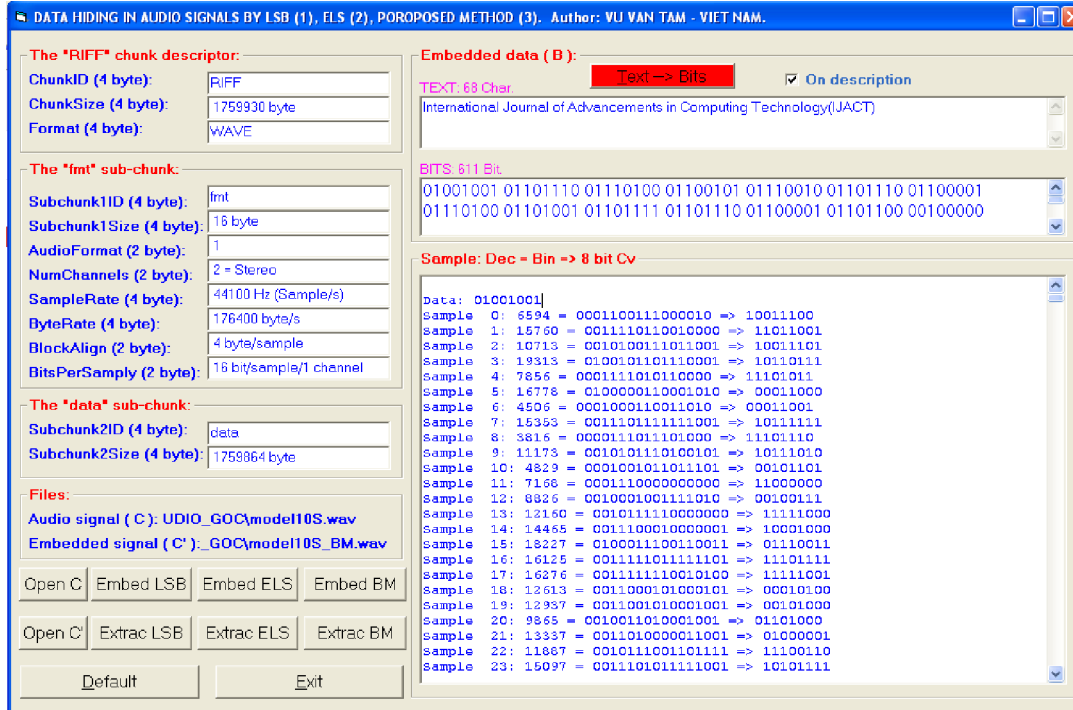 DATA HIDING IN AUDIO SIGNALS BY LSB (1), ELS (2), POROPOSED METHOD (3). Author: VU VAN TAM - VIET NAM.
The "RIFF" chunk descriptor:
ChunkID (4 byte): RIFF
ChunkSize (4 byte): 1759930 byte
Format (4 byte): WAVE
The "fmt" sub-chunk:
Subchunk1ID (4 byte): fmt
Subchunk1Size (4 byte): 16 byte
AudioFormat (2 byte): 1
NumChannels (2 byte): 2 = Stereo
SampleRate (4 byte): 44100 Hz (Sample/s)
ByteRate (4 byte): 176400 byte/s
BlockAlign (2 byte): 4 byte/sample
BitsPerSamply (2 byte): 16 bit/sample/1 channel
The "data" sub-chunk:
Subchunk2ID (4 byte): data
Subchunk2Size (4 byte): 1759864 byte
Files:
Audio signal ( C ): UDIO_GOC\model10S.wav
Embedded signal ( C' ):_GOC\model10S_BM.wav
Open C Embed LSB Embed ELS Embed BM
Open C' Extrac LSB Extrac ELS Extrac BM
Default Exit
Embedded data ( B ):
Text --> Bits On description
TEXT: 68 Char.
International Journal of Advancements in Computing Technology(IJACT)
BITS: 611 Bit.
01001001 01101110 01110100 01100101 01110010 01101110 01100001
01110100 01101001 01101111 01101110 01100001 01101100 00100000
Sample: Dec = Bin => 8 bit Cv
Data: 01001001
Sample 0: 6594 = 0001100111000010 => 10011100
Sample 1: 15760 = 0011110110010000 => 11011001
Sample 2: 10713 = 0010100111011001 => 10011101
Sample 3: 19313 = 0100101101110001 => 10110111
Sample 4: 7856 = 0001111010110000 => 11101011
Sample 5: 16778 = 0100000110001010 => 00011000
Sample 6: 4506 = 0001000110011010 => 00011001
Sample 7: 15353 = 0011101111111001 => 10111111
Sample 8: 3816 = 0000111011101000 => 11101110
Sample 9: 11173 = 0010101110100101 => 10111010
Sample 10: 4829 = 0001001011011101 => 00101101
Sample 11: 7168 = 0001110000000000 => 11000000
Sample 12: 8826 = 0010001001111010 => 00100111
Sample 13: 12160 = 0010111110000000 => 11111000
Sample 14: 14465 = 0011100010000001 => 10001000
Sample 15: 18227 = 0100011100110011 => 01110011
Sample 16: 16125 = 0011111011111101 => 11101111
Sample 17: 16276 = 0011111110010100 => 11111001
Sample 18: 12613 = 0011000101000101 => 00010100
Sample 19: 12937 = 0011001010001001 => 00101000
Sample 20: 9865 = 0010011010001001 => 01101000
Sample 21: 13337 = 0011010000011001 => 01000001
Sample 22: 11887 = 0010111001101111 => 11100110
Sample 23: 15097 = 0011101011111001 => 10101111